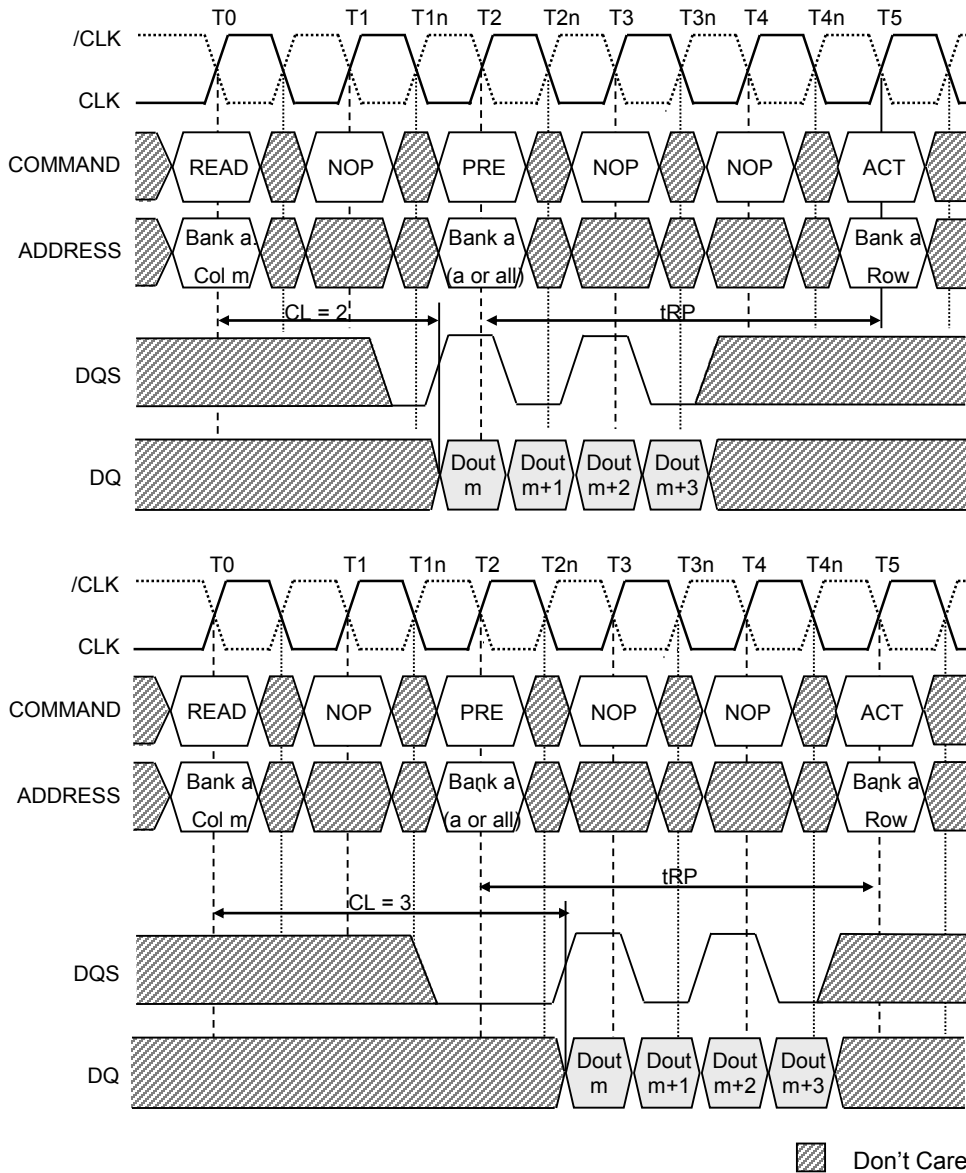 T0 T1 T1n T2 T2n T3 T3n T4 T4n T5
/CLK
CLK
COMMAND READ NOP PRE NOP NOP ACT
ADDRESS Bank a. Bank a Bank a
Col m (a or all) Row
CL = 2 tRP
DQS
DQ Dout Dout Dout Dout
m m+1 m+2 m+3
T0 T1 T1n T2 T2n T3 T3n T4 T4n T5
/CLK
CLK
COMMAND READ NOP PRE NOP NOP ACT
ADDRESS Bank a Bank a Bank a
Col m (a or all) Row
tRP
CL = 3
DQS
DQ Dout Dout Dout Dout
m m+1 m+2 m+3
Don't Care